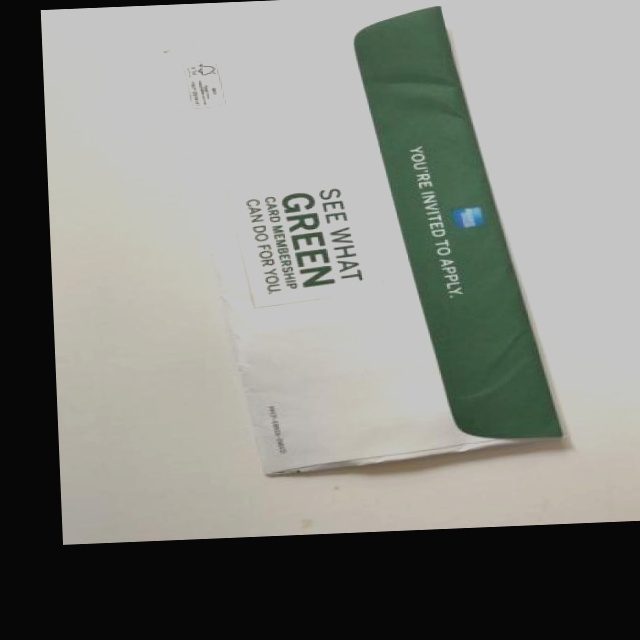 YOU'RE INVITED TO APPLY.
SEE WHAT
GREEN
CARD MEMBERSHIP
CAN DO FOR YOU.